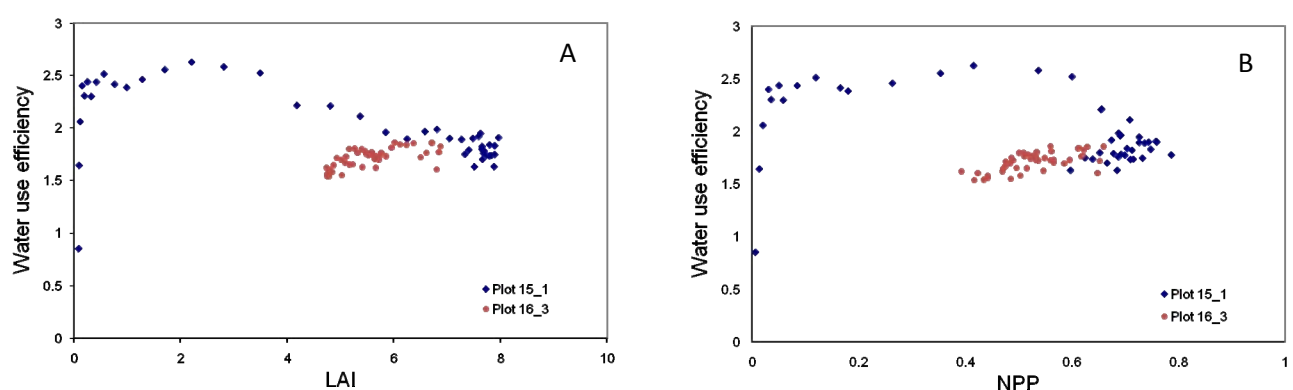 A
Water use efficiency
3
2.5
2
1.5
1
0.5
0
0 2 4 6 8 10
LAI
Plot 15_1
Plot 16_3
B
Water use efficiency
3
2.5
2
1.5
1
0.5
0
0 0.2 0.4 0.6 0.8 1
NPP
Plot 15_1
Plot 16_3